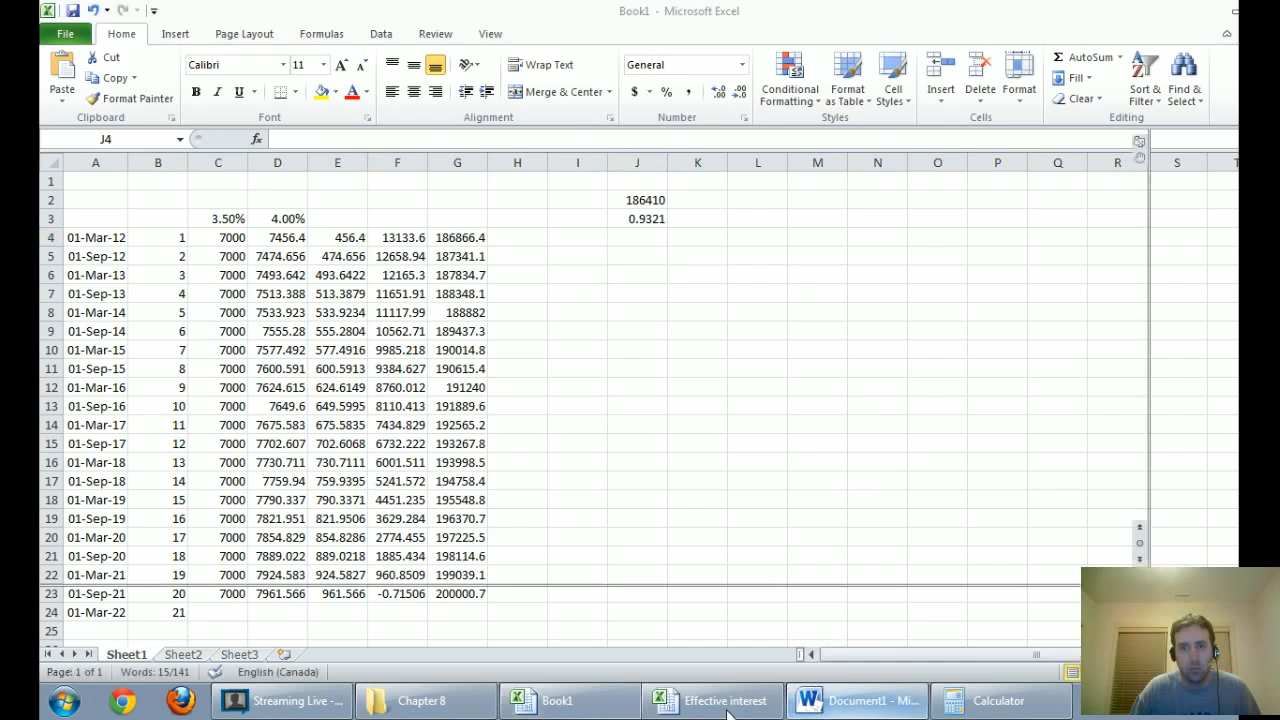 Book1 - Microsoft Excel
File Home Insert Page Layout Formulas Data Review View
Paste Cut Copy Format Painter Clipboard
Calibri 11 A A B I U A Font
Wrap Text Merge & Center Alignment
General $ % , .0 .00 .00 .0 Number
Conditional Formatting Format as Table Cell Styles Styles
Insert Delete Format Cells
AutoSum Fill Clear Sort & Filter Find & Select Editing
J4 fx
A B C D E F G H I J K L M N O P Q R S T
1
2 186410
3 3.50% 4.00% 0.9321
4 01-Mar-12 1 7000 7456.4 456.4 13133.6 186866.4
5 01-Sep-12 2 7000 7474.656 474.656 12658.94 187341.1
6 01-Mar-13 3 7000 7493.642 493.6422 12165.3 187834.7
7 01-Sep-13 4 7000 7513.388 513.3879 11651.91 188348.1
8 01-Mar-14 5 7000 7533.923 533.9234 11117.99 188882
9 01-Sep-14 6 7000 7555.28 555.2804 10562.71 189437.3
10 01-Mar-15 7 7000 7577.492 577.4916 9985.218 190014.8
11 01-Sep-15 8 7000 7600.591 600.5913 9384.627 190615.4
12 01-Mar-16 9 7000 7624.615 624.6149 8760.012 191240
13 01-Sep-16 10 7000 7649.6 649.5995 8110.413 191889.6
14 01-Mar-17 11 7000 7675.583 675.5835 7434.829 192565.2
15 01-Sep-17 12 7000 7702.607 702.6068 6732.222 193267.8
16 01-Mar-18 13 7000 7730.711 730.7111 6001.511 193998.5
17 01-Sep-18 14 7000 7759.94 759.9395 5241.572 194758.4
18 01-Mar-19 15 7000 7790.337 790.3371 4451.235 195548.8
19 01-Sep-19 16 7000 7821.951 821.9506 3629.284 196370.7
20 01-Mar-20 17 7000 7854.829 854.8286 2774.455 197225.5
21 01-Sep-20 18 7000 7889.022 889.0218 1885.434 198114.6
22 01-Mar-21 19 7000 7924.583 924.5827 960.8509 199039.1
23 01-Sep-21 20 7000 7961.566 961.566 -0.71506 200000.7
24 01-Mar-22 21
25
Sheet1 Sheet2 Sheet3
Page: 1 of 1 Words: 15/141 English (Canada)
Streaming Live -... Chapter 8 Book1 Effective interest Document1 - Mi... Calculator